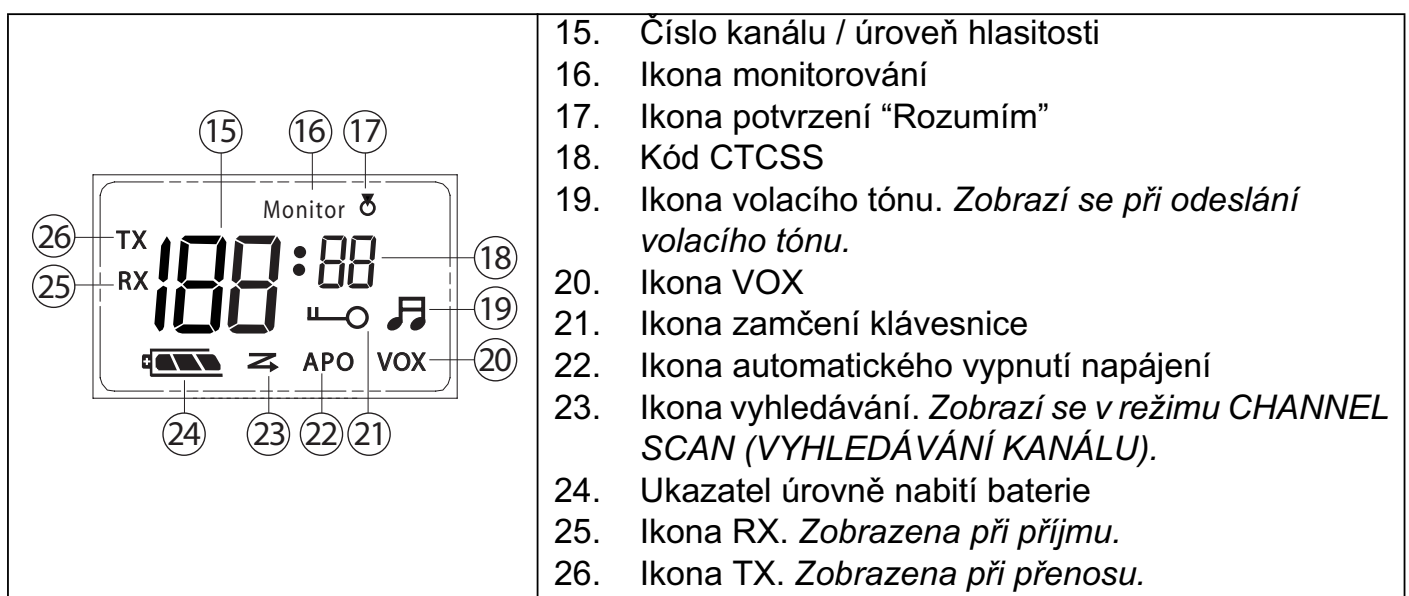 15 16 17
Monitor
26 TX 188:88 18
25 RX
19
APO VOX 20
24 23 22 21
15. Číslo kanálu / úroveň hlasitosti
16. Ikona monitorování
17. Ikona potvrzení “Rozumím”
18. Kód CTCSS
19. Ikona volacího tónu. Zobrazí se při odeslání
volacího tónu.
20. Ikona VOX
21. Ikona zamčení klávesnice
22. Ikona automatického vypnutí napájení
23. Ikona vyhledávání. Zobrazí se v režimu CHANNEL
SCAN (VYHLEDÁVÁNÍ KANÁLU).
24. Ukazatel úrovně nabití baterie
25. Ikona RX. Zobrazena při příjmu.
26. Ikona TX. Zobrazena při přenosu.